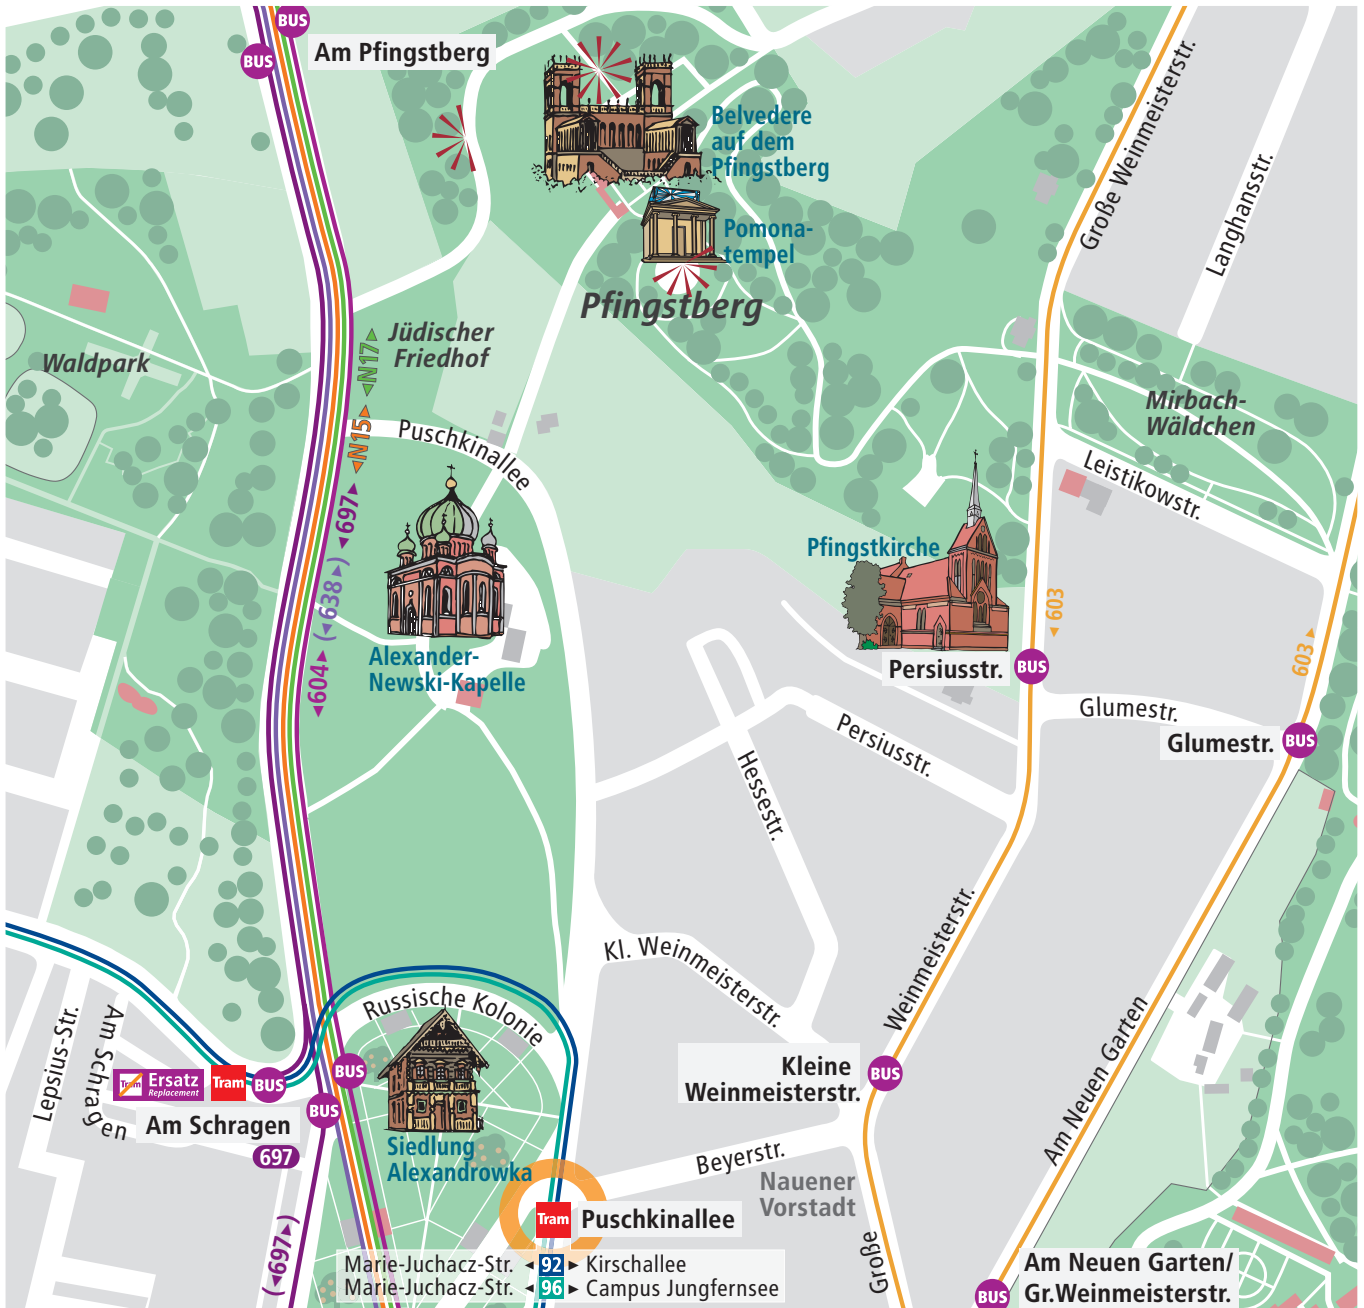 BUS
BUS
Am Pfingstberg
Belvedere
auf dem
Pfingstberg
Pomona-
tempel
Pfingstberg
Große Weinmeisterstr.
Langhansstr.
Jüdischer
Friedhof
Waldpark
N17
N15
697
(638)
604
Puschkinallee
Mirbach-
Wäldchen
Leistikowstr.
Pfingstkirche
603
603
Alexander-
Newski-Kapelle
Persiusstr.
BUS
Glumestr.
Glumestr.
BUS
Persiusstr.
Hessestr.
Kl. Weinmeisterstr.
Weinmeisterstr.
Russische Kolonie
Lepsius-Str.
Am Schragen
Am Neuen Garten
Tram
Ersatz
Replacement
Tram
BUS
BUS
BUS
Am Schragen
697
(697)
Kleine
Weinmeisterstr.
BUS
Siedlung
Alexandrowka
Beyerstr.
Nauener
Vorstadt
Große
Tram
Puschkinallee
Marie-Juchacz-Str. ◄ 92 ► Kirschallee
Marie-Juchacz-Str. ◄ 96 ► Campus Jungfernsee
BUS
Am Neuen Garten/
Gr.Weinmeisterstr.